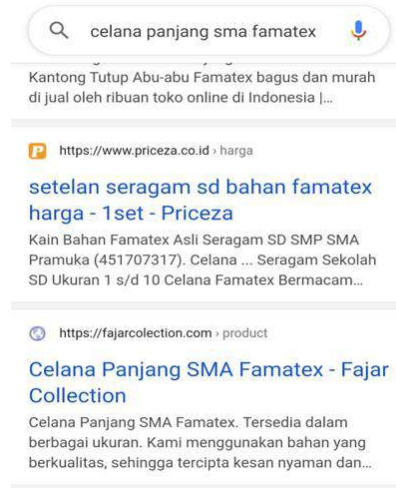 celana panjang sma famatex
Kantong Tutup Abu-abu Famatex bagus dan murah
di jual oleh ribuan toko online di Indonesia |...
https://www.priceza.co.id › harga
setelan seragam sd bahan famatex
harga - 1set - Priceza
Kain Bahan Famatex Asli Seragam SD SMP SMA
Pramuka (451707317). Celana ... Seragam Sekolah
SD Ukuran 1 s/d 10 Celana Famatex Bermacam...
https://fajarcolection.com › product
Celana Panjang SMA Famatex - Fajar
Collection
Celana Panjang SMA Famatex. Tersedia dalam
berbagai ukuran. Kami menggunakan bahan yang
berkualitas, sehingga tercipta kesan nyaman dan...